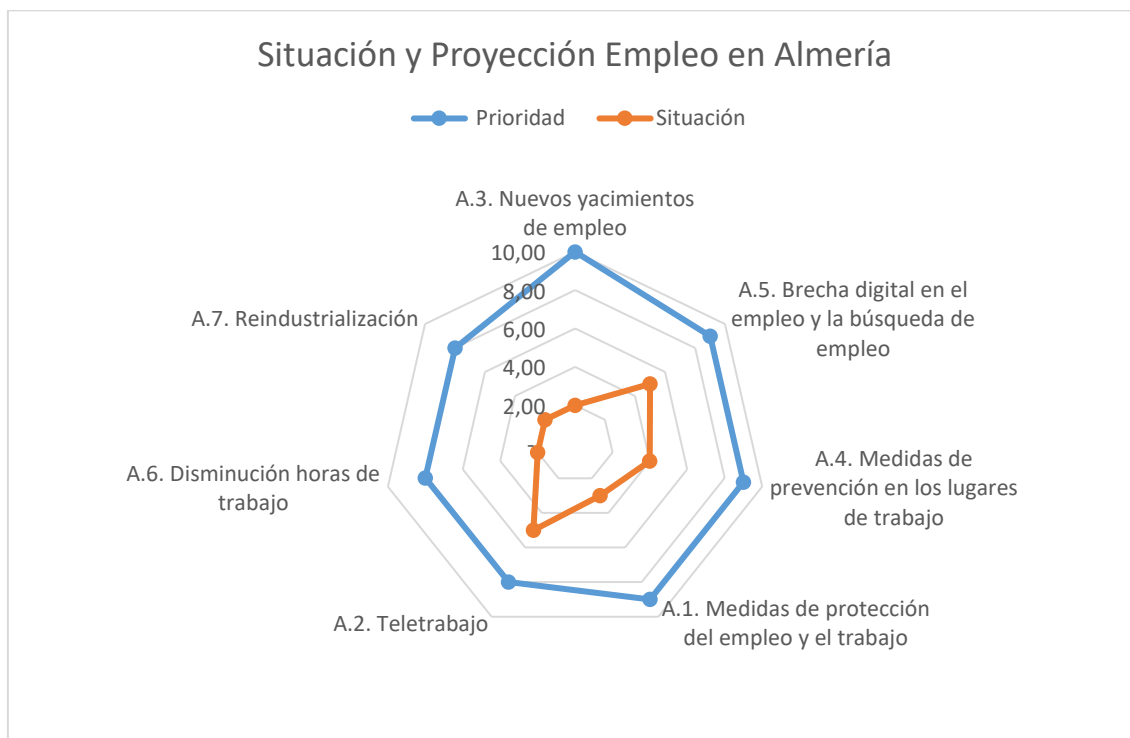 Situación y Proyección Empleo en Almería
Prioridad
Situación
A.3. Nuevos yacimientos
de empleo
10,00
8,00
6,00
4,00
2,00
A.5. Brecha digital en el
empleo y la búsqueda de
empleo
A.4. Medidas de
prevención en los lugares
de trabajo
A.1. Medidas de protección
del empleo y el trabajo
A.2. Teletrabajo
A.6. Disminución horas de
trabajo
A.7. Reindustrialización